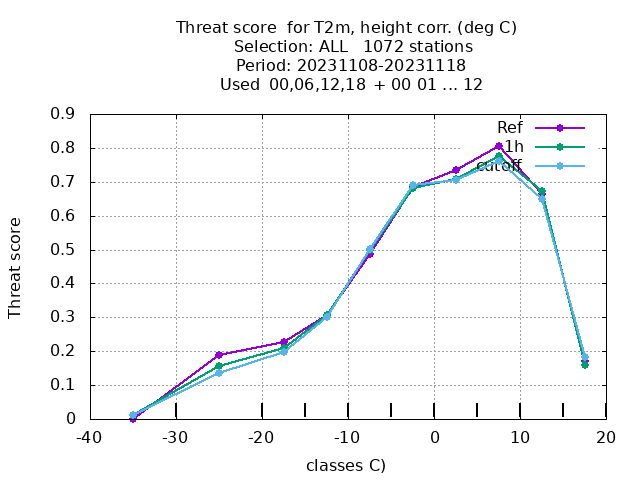 Threat score  for T2m, height corr. (deg C)
Selection: ALL   1072 stations
Period: 20231108-20231118
Used  00,06,12,18  + 00 01 ... 12
Ref
1h
cutoff
0.9
0.8
0.7
0.6
0.5
0.4
0.3
0.2
0.1
0
Threat score
-40 -30 -20 -10 0 10 20
classes C)